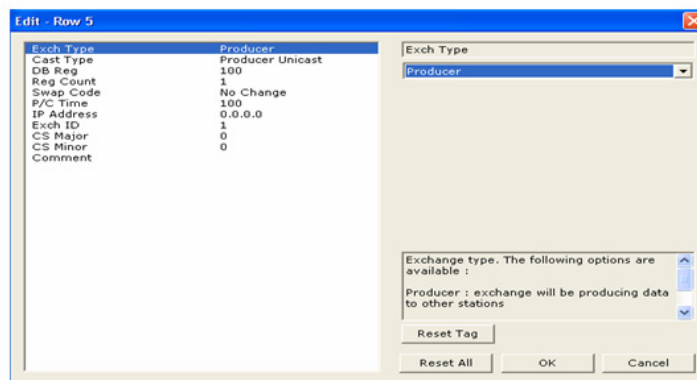 Edit - Row 5
Exch Type Producer
Cast Type Producer Unicast
DB Reg 100
Reg Count 1
Swap Code No Change
P/C Time 100
IP Address 0.0.0.0
Exch ID 1
CS Major 0
CS Minor 0
Comment
Exch Type
Producer
Exchange type. The following options are
available :
Producer : exchange will be producing data
to other stations
Reset Tag
Reset All OK Cancel